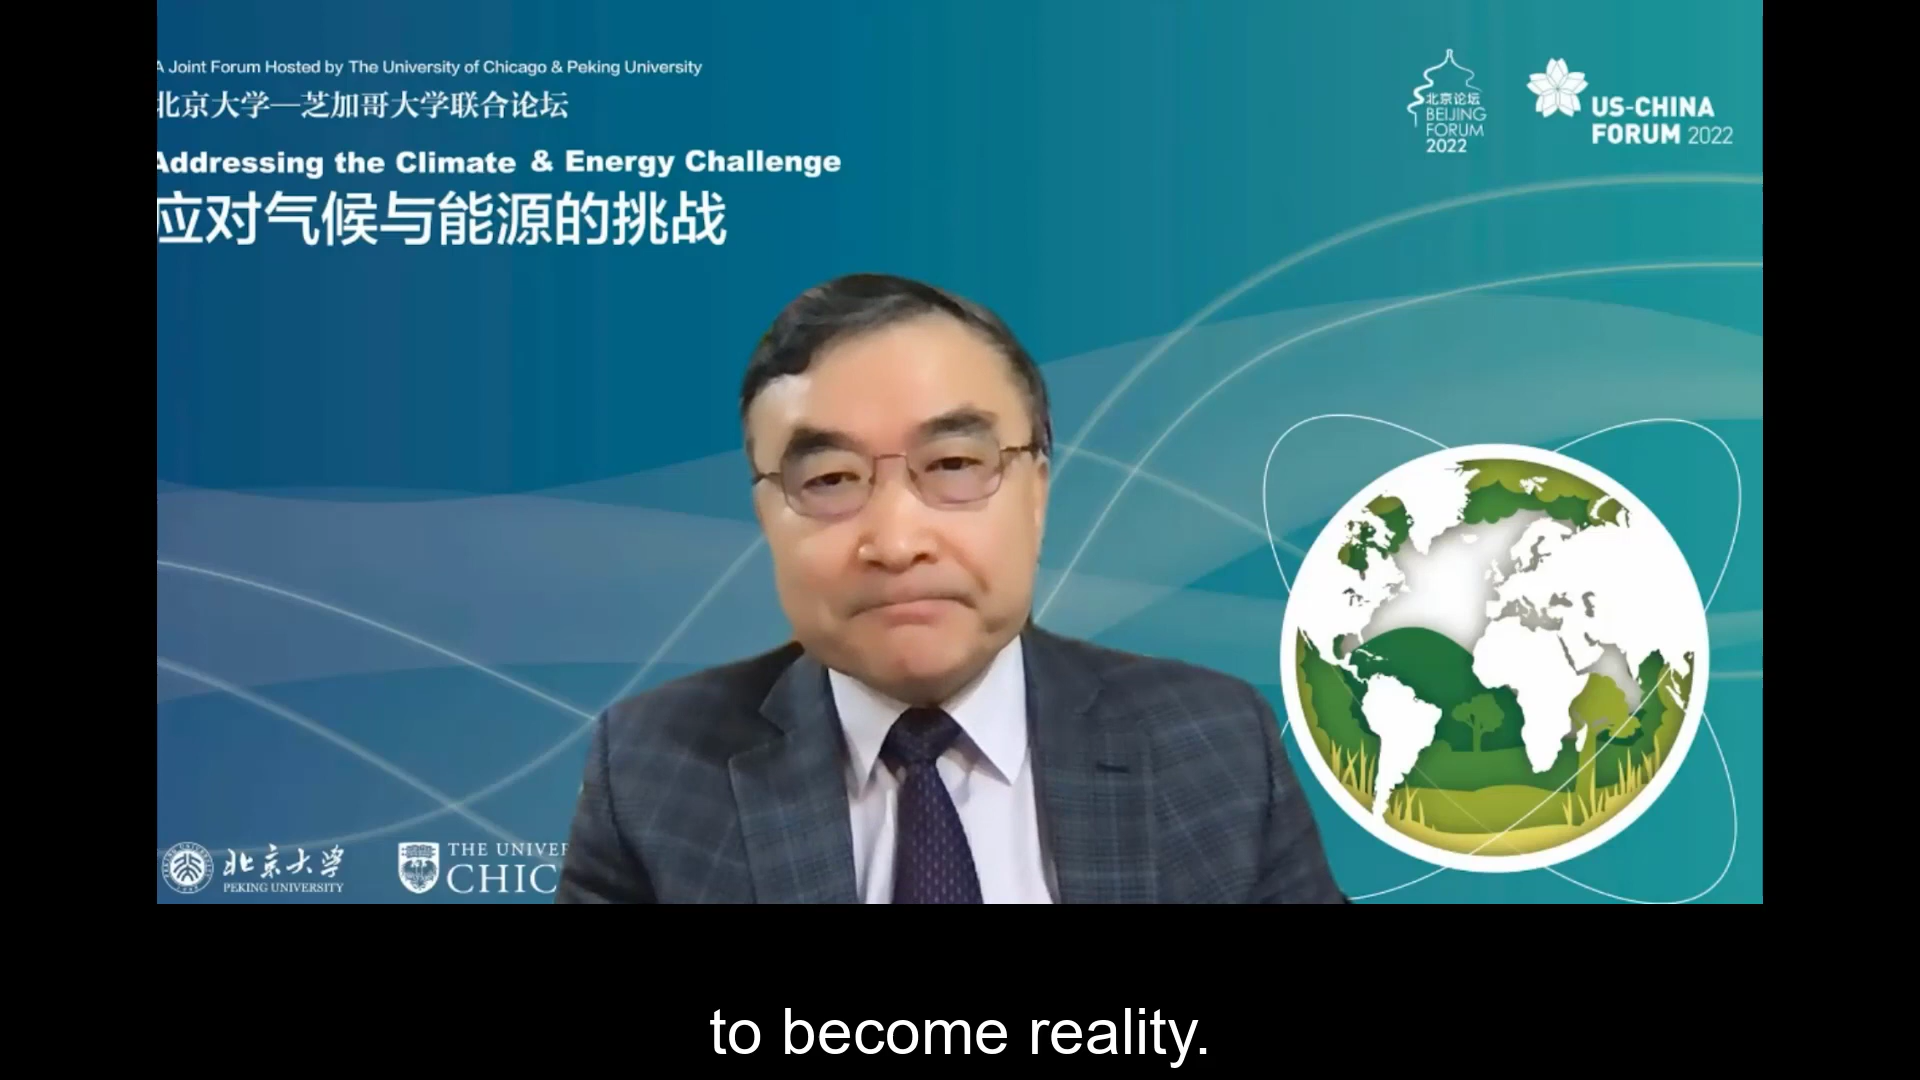 A Joint Forum Hosted by The University of Chicago & Peking University
北京大学—芝加哥大学联合论坛
Addressing the Climate & Energy Challenge
应对气候与能源的挑战
北京论坛
BEIJING
FORUM
2022
US-CHINA
FORUM 2022
北京大学
PEKING UNIVERSITY
THE UNIVER
CHIC
to become reality.